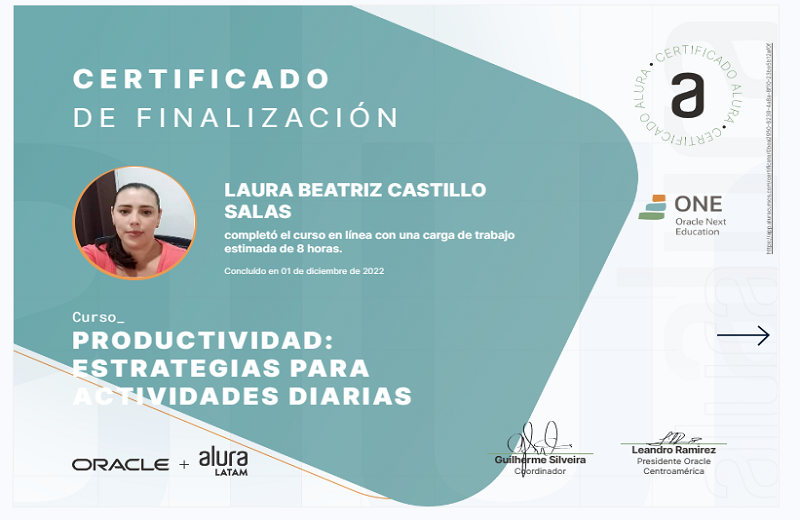 CERTIFICADO
DE FINALIZACIÓN
LAURA BEATRIZ CASTILLO
SALAS
completó el curso en línea con una carga de trabajo
estimada de 8 horas.
Concluido en 01 de diciembre de 2022
Curso_
PRODUCTIVIDAD:
ESTRATEGIAS PARA
ACTIVIDADES DIARIAS
ORACLE + alura
LATAM
CERTIFICADO ALURA • CERTIFICADO ALURA •
a
ONE
Oracle Next
Education
Guilherme Silveira
Coordinador
Leandro Ramirez
Presidente Oracle
Centroamérica
alura